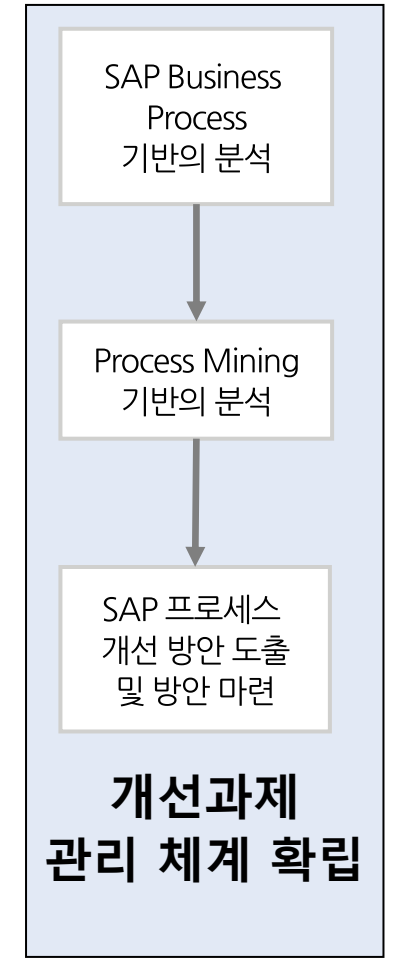 SAP Business
Process
기반의 분석
Process Mining
기반의 분석
SAP 프로세스
개선 방안 도출
및 방안 마련
개선과제
관리 체계 확립